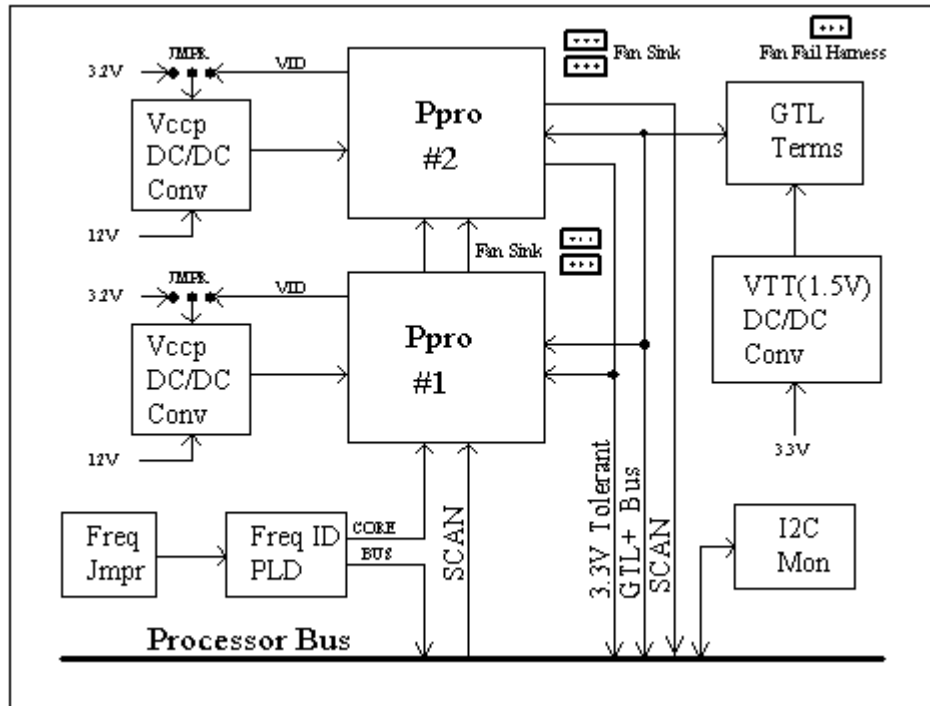 JMPR.
3.2V
VID
Vccp
DC/DC
Conv
12V
Ppro
#2
Fan Sink
Fan Fail Harness
GTL
Terms
JMPR.
3.2V
VID
Vccp
DC/DC
Conv
12V
Fan Sink
Ppro
#1
VTT(1.5V)
DC/DC
Conv
3.3V
Freq
Jmpr
Freq ID
PLD
CORE
BUS
SCAN
3.3V Tolerant
GTL+ Bus
SCAN
I2C
Mon
Processor Bus